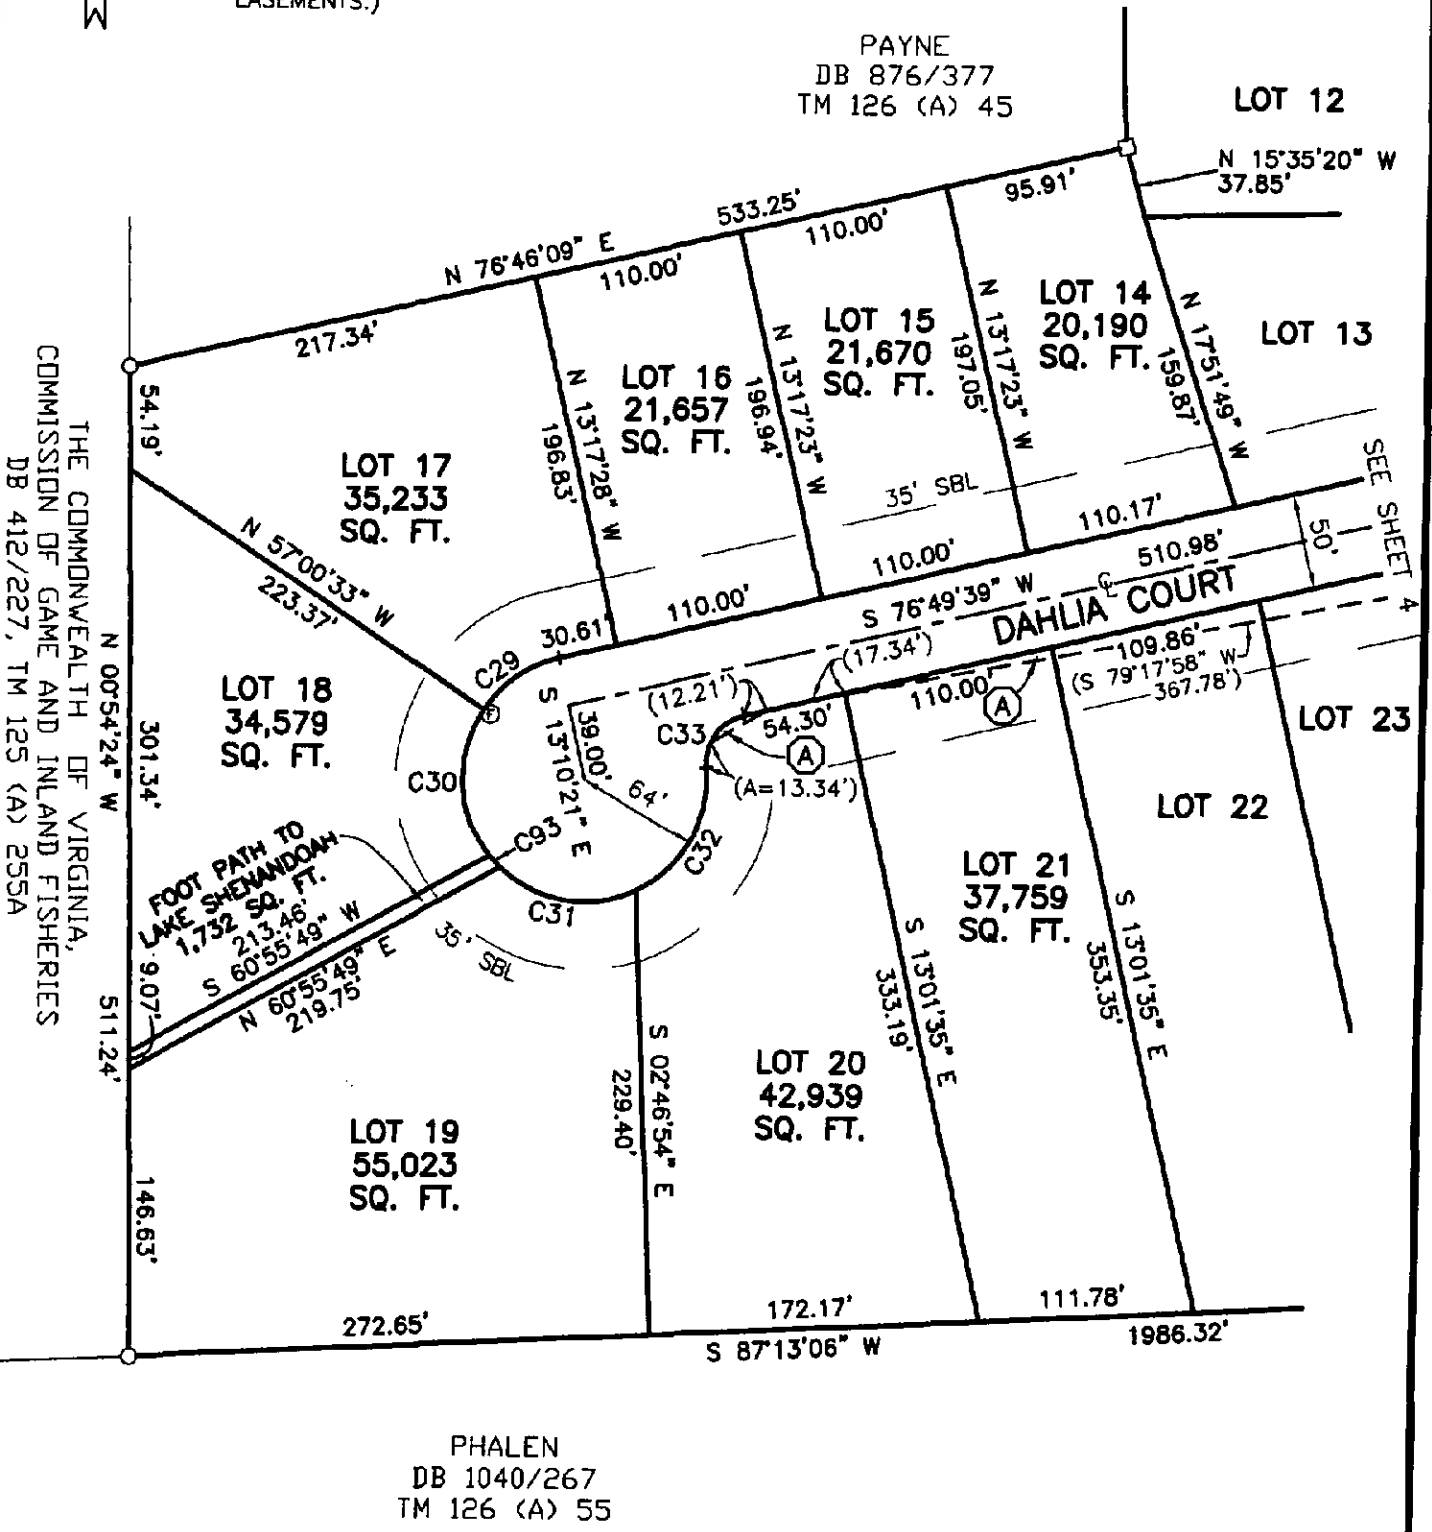 EASEMENTS.)
W
PAYNE
DB 876/377
TM 126 (A) 45
LOT 12
N 15°35'20" W
37.85'
95.91'
533.25'
110.00'
N 76°46'09" E
110.00'
217.34'
54.19'
LOT 14
20,190
SQ. FT.
N 17°51'49" W
159.87'
LOT 13
N 13°17'23" W
197.05'
LOT 15
21,670
SQ. FT.
N 13°17'23" W
196.94'
LOT 16
21,657
SQ. FT.
N 13°17'28" W
196.83'
LOT 17
35,233
SQ. FT.
N 57°00'33" W
223.37'
35' SBL
SEE SHEET 4
50'
110.17'
510.98'
110.00'
S 76°49'39" W
℄
DAHLIA COURT
110.00'
30.61'
C29
(17.34')
109.86'
(S 79°17'58" W
367.78')
110.00'
A
(12.21')
54.30'
C33
A
(A=13.34')
39.00'
S 13°10'21" E
64'
C30
C93
C32
C31
35' SBL
LOT 18
34,579
SQ. FT.
301.34'
N 00°54'24" W
511.24'
THE COMMONWEALTH OF VIRGINIA,
COMMISSION OF GAME AND INLAND FISHERIES
DB 412/227, TM 125 (A) 255A
FOOT PATH TO
LAKE SHENANDOAH
1,732 SQ. FT.
213.46'
S 60°55'49" W
N 60°55'49" E
219.75'
9.07'
LOT 23
LOT 22
LOT 21
37,759
SQ. FT.
S 13°01'35" E
353.35'
S 13°01'35" E
333.19'
LOT 20
42,939
SQ. FT.
S 02°46'54" E
229.40'
LOT 19
55,023
SQ. FT.
146.63'
272.65'
172.17'
111.78'
S 87°13'06" W
1986.32'
PHALEN
DB 1040/267
TM 126 (A) 55